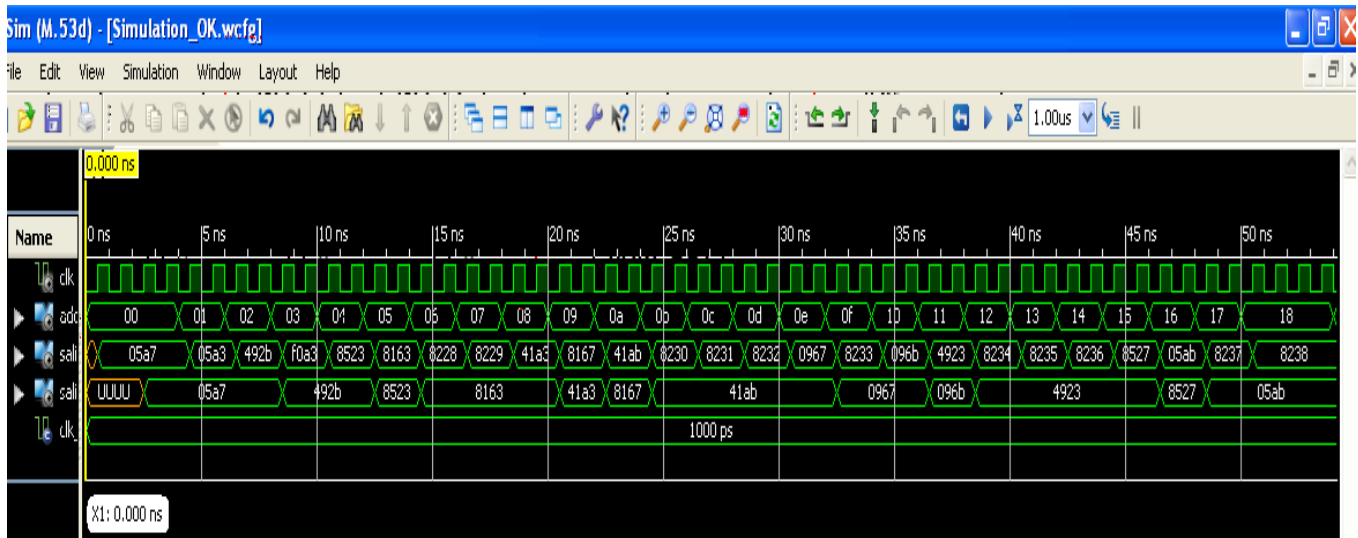 Sim (M.53d) - [Simulation_OK.wcfg]
File Edit View Simulation Window Layout Help
1.00us
0.000 ns
Name 0 ns 5 ns 10 ns 15 ns 20 ns 25 ns 30 ns 35 ns 40 ns 45 ns 50 ns
clk
add 00 01 02 03 04 05 06 07 08 09 0a 0b 0c 0d 0e 0f 10 11 12 13 14 15 16 17 18
sali 05a7 05a3 492b f0a3 8523 8163 8228 8229 41a3 8167 41ab 8230 8231 8232 0967 8233 096b 4923 8234 8235 8236 8527 05ab 8237 8238
sali UUUU 05a7 492b 8523 8163 41a3 8167 41ab 0967 096b 4923 8527 05ab
clk_ 1000 ps
X1: 0.000 ns